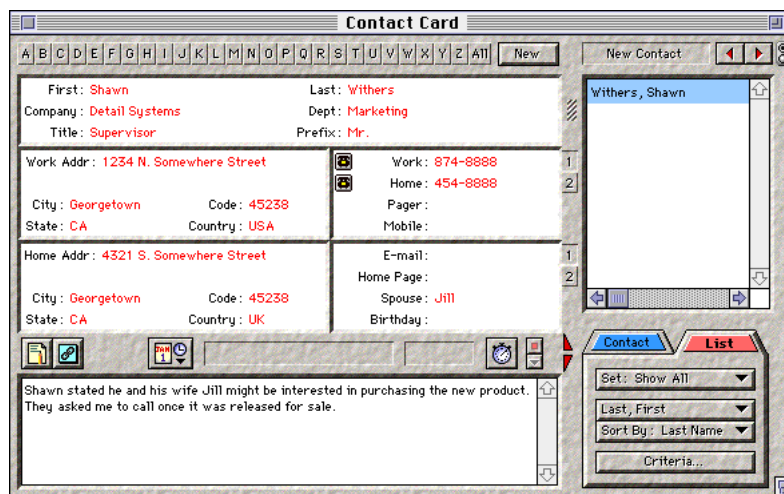 Contact Card
A B C D E F G H I J K L M N O P Q R S T U V W X Y Z All New
New Contact
First: Shawn Last: Withers
Company: Detail Systems Dept: Marketing
Title: Supervisor Prefix: Mr.
Withers, Shawn
Work Addr: 1234 N. Somewhere Street
City: Georgetown Code: 45238
State: CA Country: USA
Work: 874-8888 1
Home: 454-8888 2
Pager:
Mobile:
Home Addr: 4321 S. Somewhere Street
City: Georgetown Code: 45238
State: CA Country: UK
E-mail: 1
Home Page: 2
Spouse: Jill
Birthday:
JAN
1
Shawn stated he and his wife Jill might be interested in purchasing the new product.
They asked me to call once it was released for sale.
Contact List
Set: Show All
Last, First
Sort By: Last Name
Criteria...